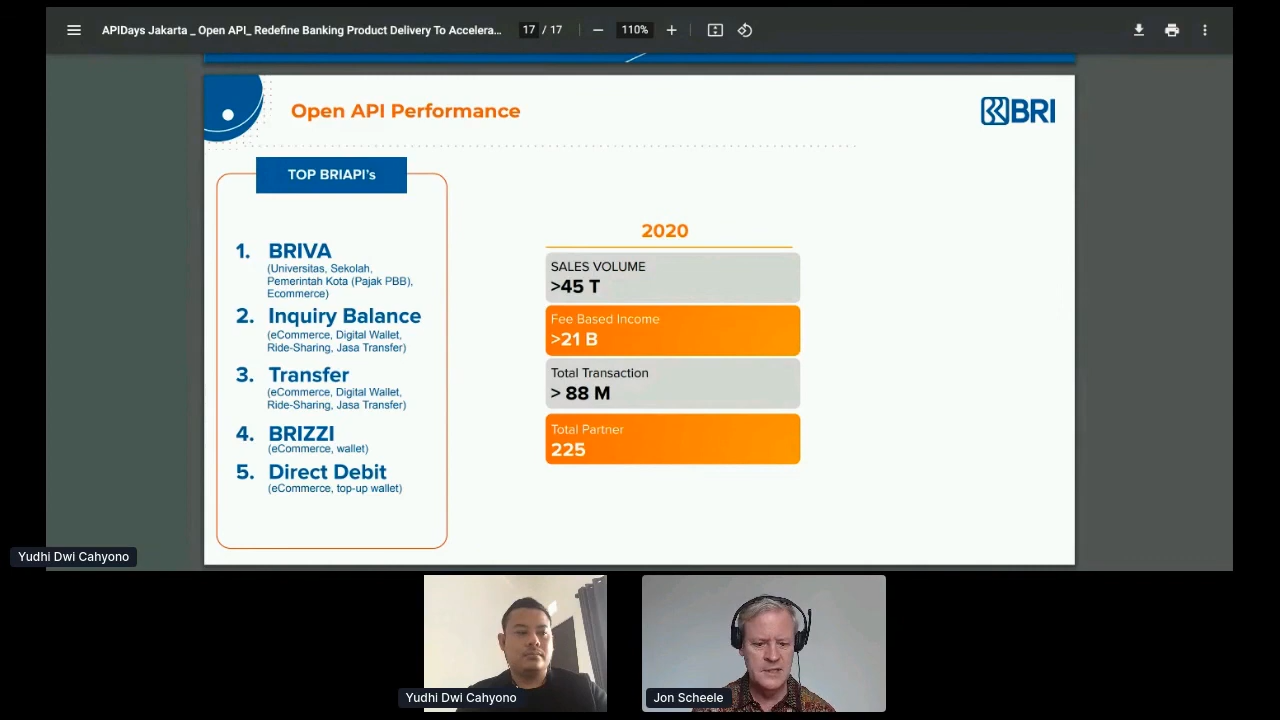 APIDays Jakarta _ Open API_ Redefine Banking Product Delivery To Accelera...
17 / 17
110%
Open API Performance
BRI
TOP BRIAPI's
1. BRIVA
(Universitas, Sekolah,
Pemerintah Kota (Pajak PBB),
Ecommerce)
2. Inquiry Balance
(eCommerce, Digital Wallet,
Ride-Sharing, Jasa Transfer)
3. Transfer
(eCommerce, Digital Wallet,
Ride-Sharing, Jasa Transfer)
4. BRIZZI
(eCommerce, wallet)
5. Direct Debit
(eCommerce, top-up wallet)
2020
SALES VOLUME
>45 T
Fee Based Income
>21 B
Total Transaction
> 88 M
Total Partner
225
Yudhi Dwi Cahyono
Yudhi Dwi Cahyono
Jon Scheele